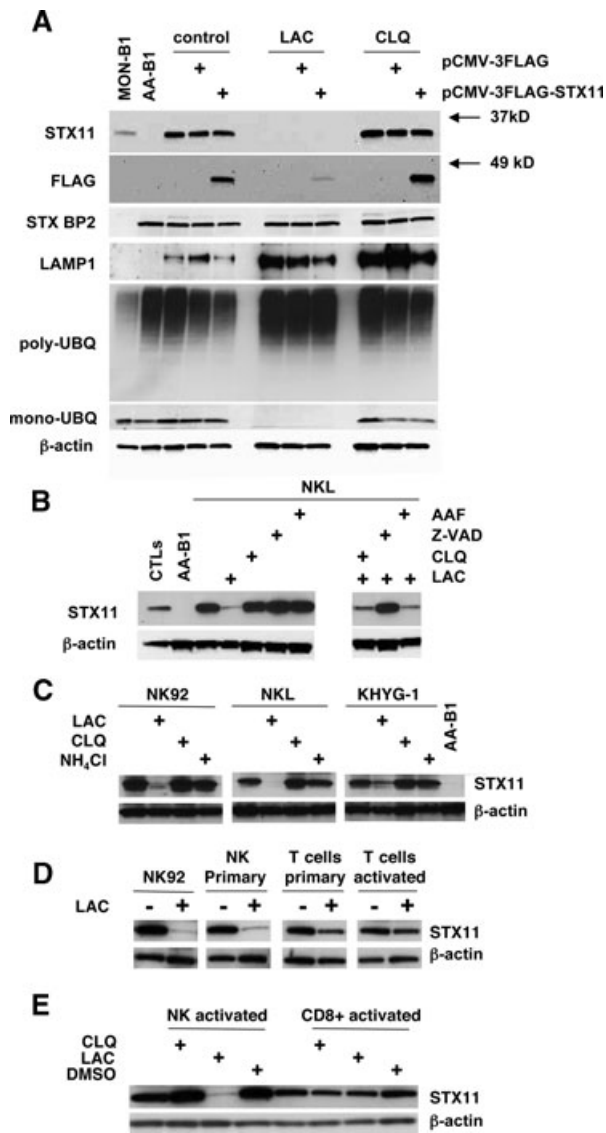 A
control LAC CLQ
MON-B1
AA-B1
+ + + pCMV-3FLAG
+ + + pCMV-3FLAG-STX11
STX11 ← 37kD
FLAG ← 49 kD
STX BP2
LAMP1
poly-UBQ
mono-UBQ
β-actin
B
NKL
CTLs
AA-B1
+ + AAF
+ + Z-VAD
+ + CLQ
+ + + + LAC
STX11
β-actin
C
NK92 NKL KHYG-1
AA-B1
LAC + + +
CLQ + + +
NH₄Cl + + +
STX11
β-actin
D
NK92 NK Primary T cells primary T cells activated
LAC - + - + - + - +
STX11
β-actin
E
NK activated CD8+ activated
CLQ + +
LAC + +
DMSO + +
STX11
β-actin